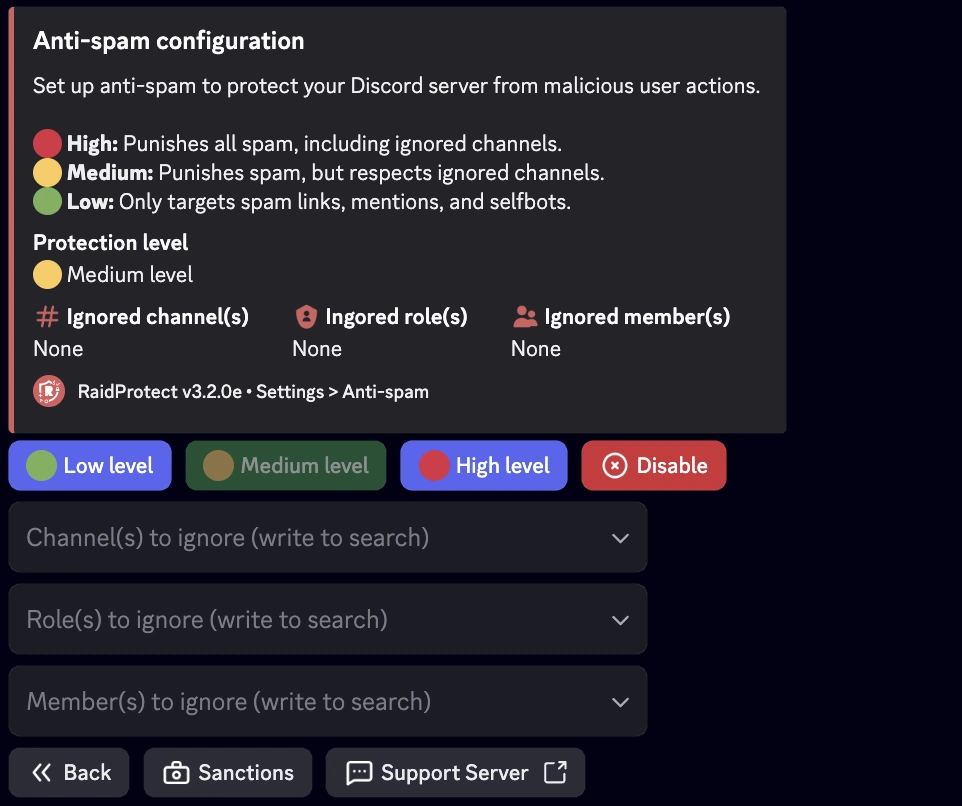 Anti-spam configuration
Set up anti-spam to protect your Discord server from malicious user actions.
High: Punishes all spam, including ignored channels.
Medium: Punishes spam, but respects ignored channels.
Low: Only targets spam links, mentions, and selfbots.
Protection level
Medium level
Ignored channel(s) Ingored role(s) Ignored member(s)
None None None
RaidProtect v3.2.0e • Settings > Anti-spam
Low level Medium level High level Disable
Channel(s) to ignore (write to search)
Role(s) to ignore (write to search)
Member(s) to ignore (write to search)
Back Sanctions Support Server